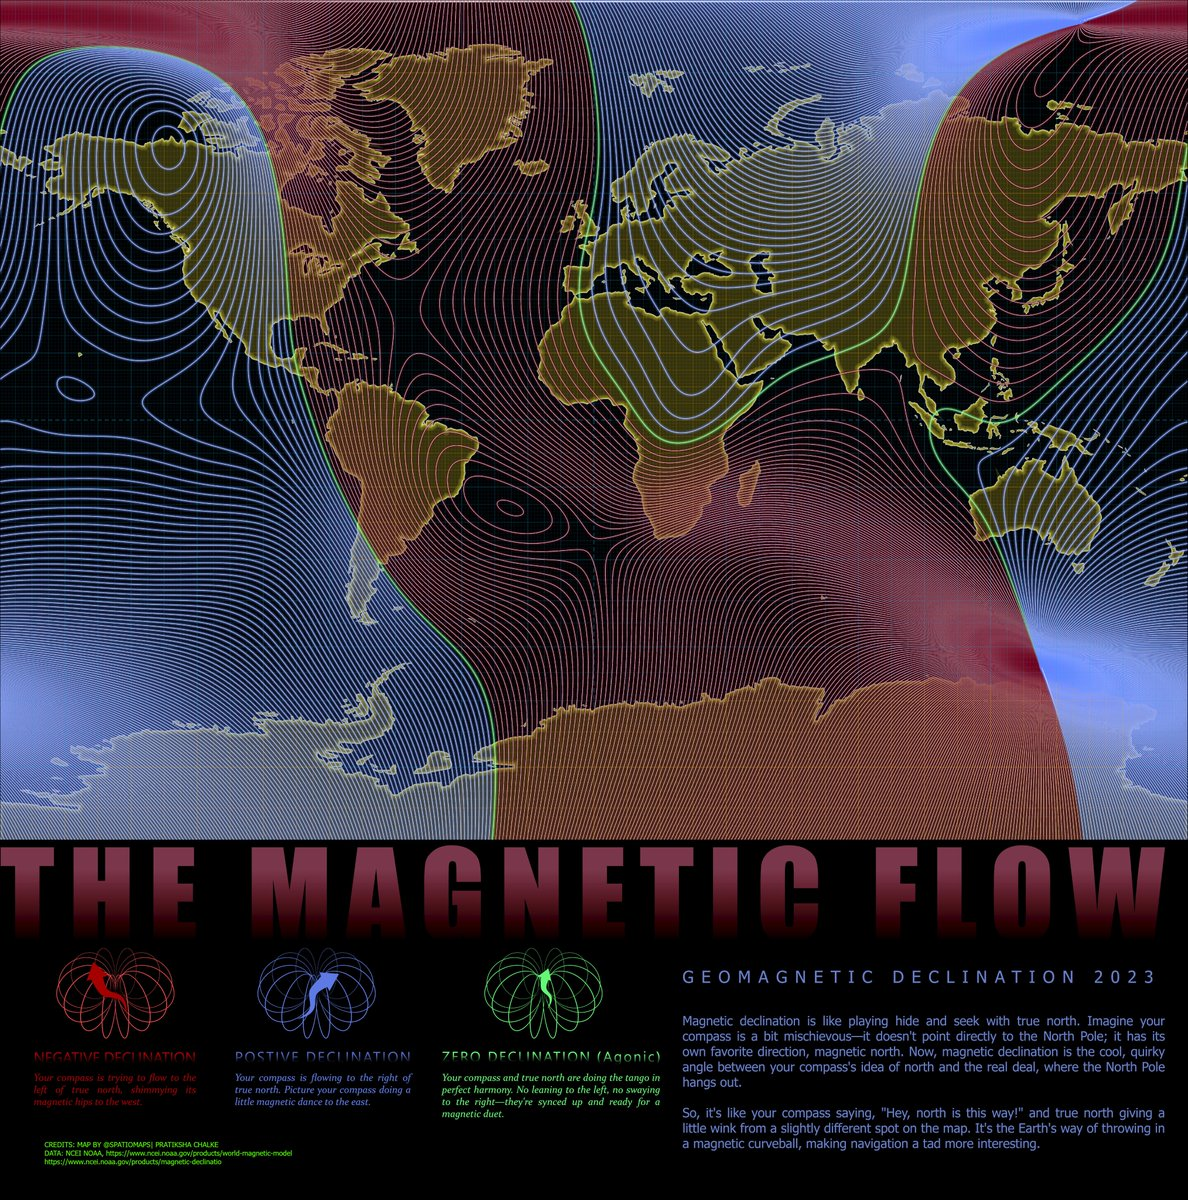 THE MAGNETIC FLOW
NEGATIVE DECLINATION
Your compass is trying to flow to the
left of true north, shimmying its
magnetic hips to the west.
POSTIVE DECLINATION
Your compass is flowing to the right of
true north. Picture your compass doing a
little magnetic dance to the east.
ZERO DECLINATION (Agonic)
Your compass and true north are doing the tango in
perfect harmony. No leaning to the left, no swaying
to the right—they're synced up and ready for a
magnetic duet.
GEOMAGNETIC DECLINATION 2023
Magnetic declination is like playing hide and seek with true north. Imagine your
compass is a bit mischievous—it doesn't point directly to the North Pole; it has its
own favorite direction, magnetic north. Now, magnetic declination is the cool, quirky
angle between your compass's idea of north and the real deal, where the North Pole
hangs out.
So, it's like your compass saying, "Hey, north is this way!" and true north giving a
little wink from a slightly different spot on the map. It's the Earth's way of throwing in
a magnetic curveball, making navigation a tad more interesting.
CREDITS: MAP BY @SPATIOMAPS| PRATIKSHA CHALKE
DATA: NCEI NOAA, https://www.ncei.noaa.gov/products/world-magnetic-model
https://www.ncei.noaa.gov/products/magnetic-declinatio